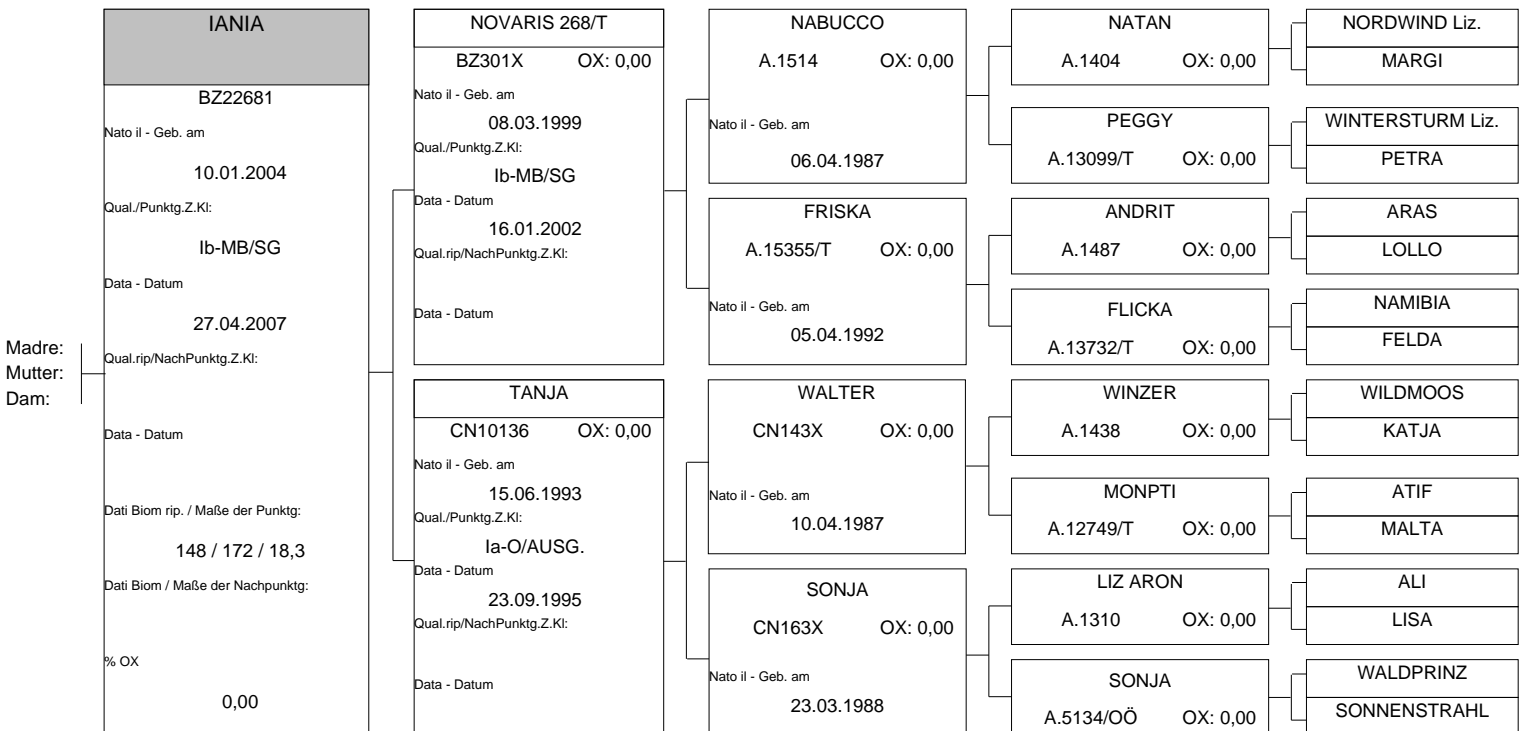 Madre:
Mutter:
Dam:
IANIA
BZ22681
Nato il - Geb. am
10.01.2004
Qual./Punktg.Z.Kl:
Ib-MB/SG
Data - Datum
27.04.2007
Qual.rip/NachPunktg.Z.Kl:
Data - Datum
Dati Biom rip. / Maße der Punktg:
148 / 172 / 18,3
Dati Biom / Maße der Nachpunktg:
% OX
0,00
NOVARIS 268/T
BZ301X OX: 0,00
Nato il - Geb. am
08.03.1999
Qual./Punktg.Z.Kl:
Ib-MB/SG
Data - Datum
16.01.2002
Qual.rip/NachPunktg.Z.Kl:
Data - Datum
TANJA
CN10136 OX: 0,00
Nato il - Geb. am
15.06.1993
Qual./Punktg.Z.Kl:
Ia-O/AUSG.
Data - Datum
23.09.1995
Qual.rip/NachPunktg.Z.Kl:
Data - Datum
NABUCCO
A.1514 OX: 0,00
Nato il - Geb. am
06.04.1987
FRISKA
A.15355/T OX: 0,00
Nato il - Geb. am
05.04.1992
WALTER
CN143X OX: 0,00
Nato il - Geb. am
10.04.1987
SONJA
CN163X OX: 0,00
Nato il - Geb. am
23.03.1988
NATAN
A.1404 OX: 0,00
PEGGY
A.13099/T OX: 0,00
ANDRIT
A.1487 OX: 0,00
FLICKA
A.13732/T OX: 0,00
WINZER
A.1438 OX: 0,00
MONPTI
A.12749/T OX: 0,00
LIZ ARON
A.1310 OX: 0,00
SONJA
A.5134/OÖ OX: 0,00
NORDWIND Liz.
MARGI
WINTERSTURM Liz.
PETRA
ARAS
LOLLO
NAMIBIA
FELDA
WILDMOOS
KATJA
ATIF
MALTA
ALI
LISA
WALDPRINZ
SONNENSTRAHL